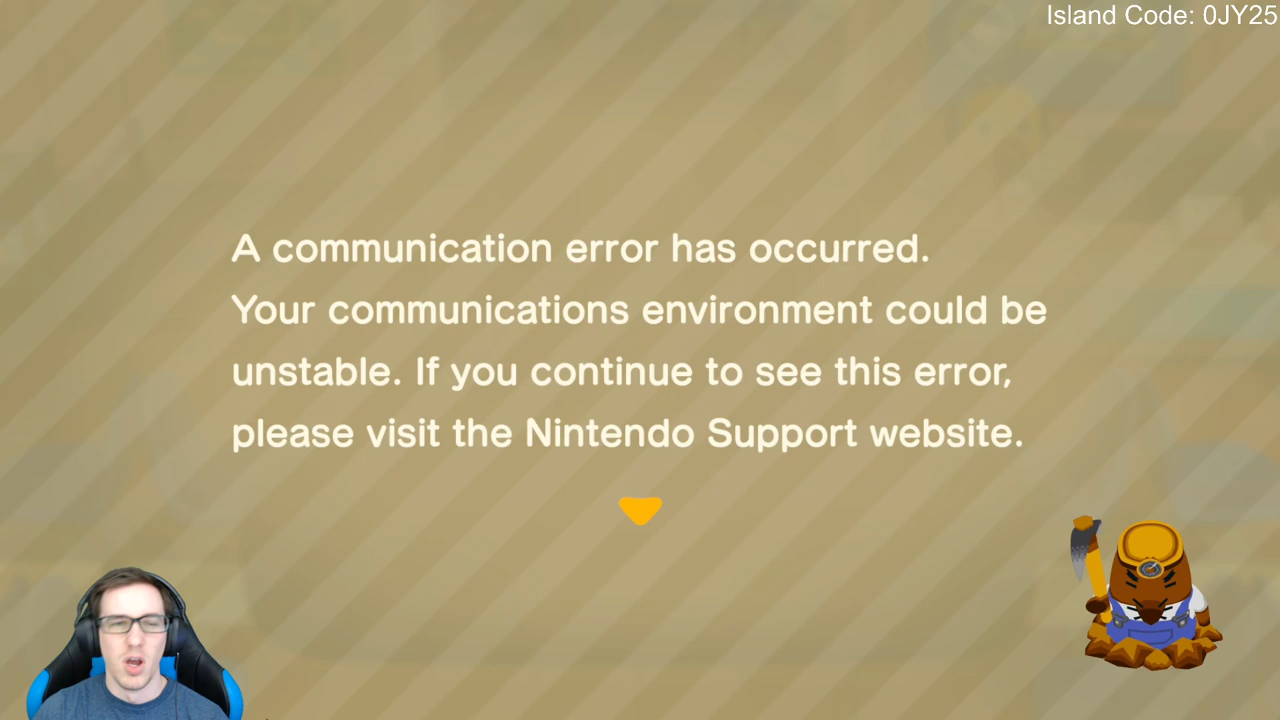 Island Code: 0JY25
A communication error has occurred.
Your communications environment could be
unstable. If you continue to see this error,
please visit the Nintendo Support website.